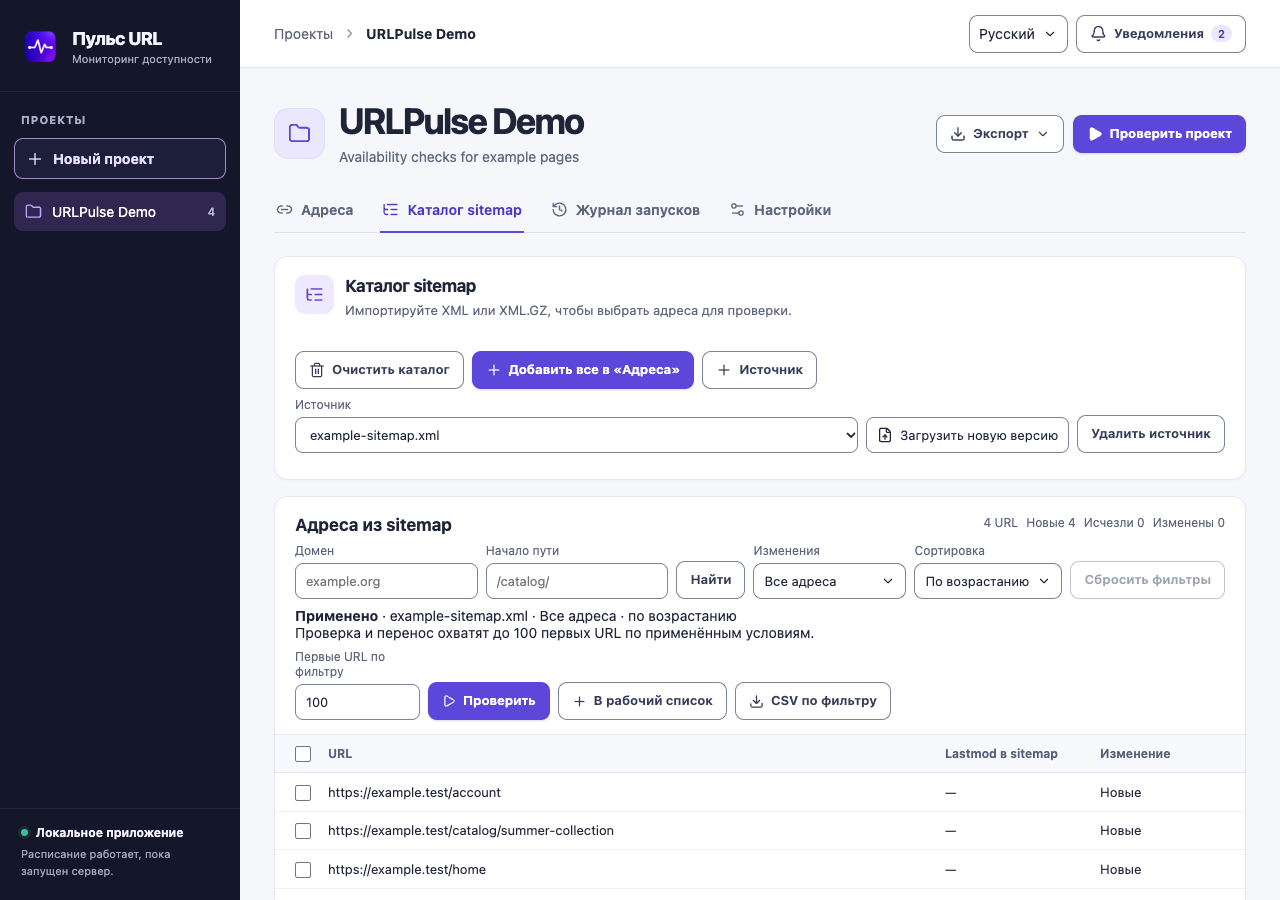 Пульс URL
Мониторинг доступности
ПРОЕКТЫ
Новый проект
URLPulse Demo 4
Локальное приложение
Расписание работает, пока
запущен сервер.
Проекты URLPulse Demo
Русский
Уведомления 2
URLPulse Demo
Availability checks for example pages
Экспорт
Проверить проект
Адреса
Каталог sitemap
Журнал запусков
Настройки
Каталог sitemap
Импортируйте XML или XML.GZ, чтобы выбрать адреса для проверки.
Очистить каталог
Добавить все в «Адреса»
Источник
Источник
example-sitemap.xml
Загрузить новую версию
Удалить источник
Адреса из sitemap
4 URL Новые 4 Исчезли 0 Изменены 0
Домен
example.org
Начало пути
/catalog/
Найти
Изменения
Все адреса
Сортировка
По возрастанию
Сбросить фильтры
Применено · example-sitemap.xml · Все адреса · по возрастанию
Проверка и перенос охватят до 100 первых URL по применённым условиям.
Первые URL по
фильтру
100
Проверить
В рабочий список
CSV по фильтру
URL Lastmod в sitemap Изменение
https://example.test/account — Новые
https://example.test/catalog/summer-collection — Новые
https://example.test/home — Новые